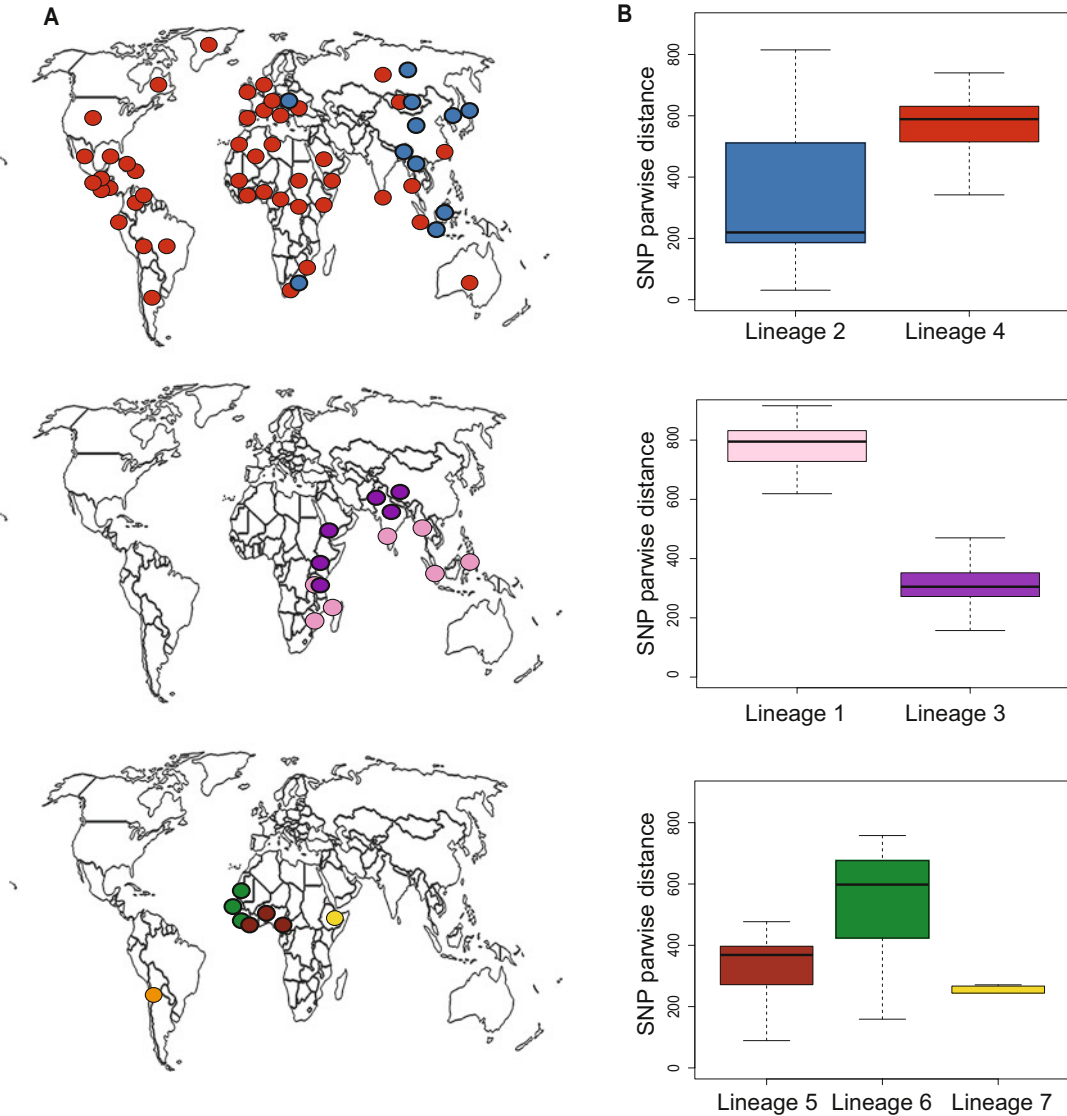 A
B
SNP parwise distance
0
200
400
600
800
Lineage 2
Lineage 4
SNP parwise distance
0
200
400
600
800
Lineage 1
Lineage 3
SNP parwise distance
0
200
400
600
800
Lineage 5
Lineage 6
Lineage 7